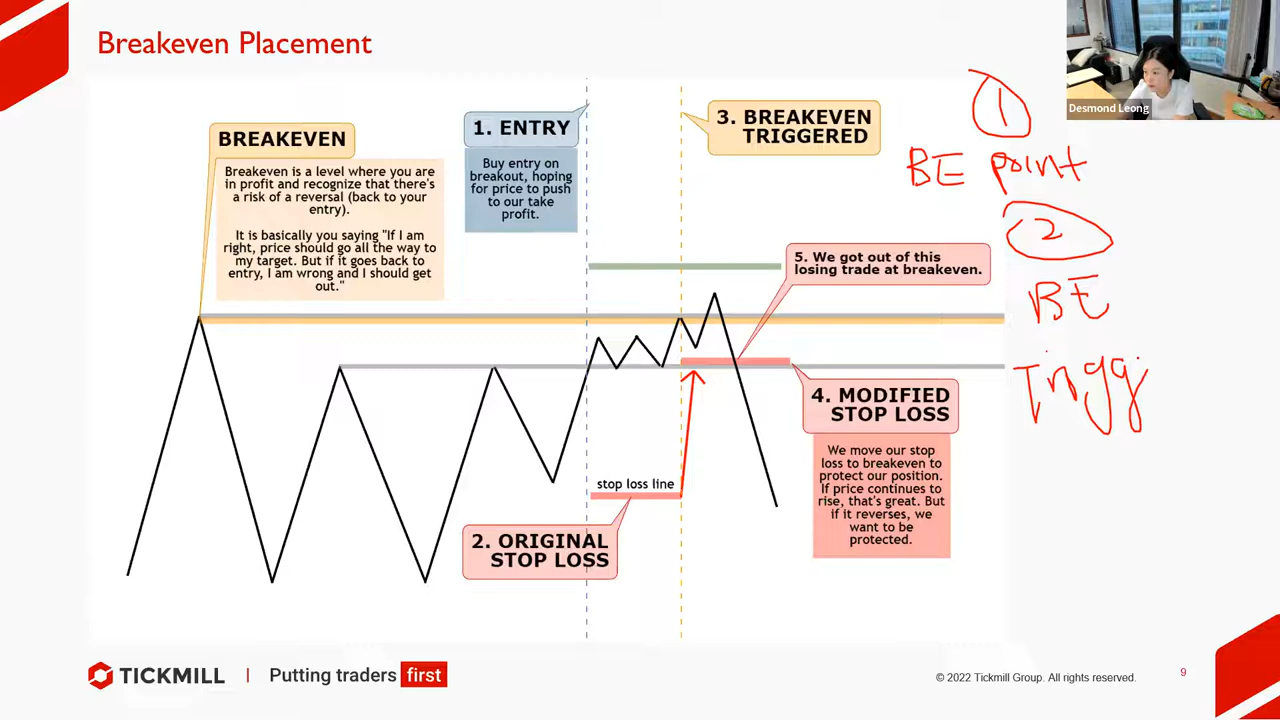 Breakeven Placement
Desmond Leong
BREAKEVEN
Breakeven is a level where you are
in profit and recognize that there's
a risk of a reversal (back to your
entry).
It is basically you saying "If I am
right, price should go all the way to
my target. But if it goes back to
entry, I am wrong and I should get
out."
1. ENTRY
Buy entry on
breakout, hoping
for price to push
to our take
profit.
3. BREAKEVEN
TRIGGERED
1
BE point
2
BE
5. We got out of this
losing trade at breakeven.
4. MODIFIED
STOP LOSS
We move our stop
loss to breakeven to
protect our position.
If price continues to
rise, that's great. But
if it reverses, we
want to be
protected.
stop loss line
2. ORIGINAL
STOP LOSS
TICKMILL | Putting traders first
© 2022 Tickmill Group. All rights reserved.
9